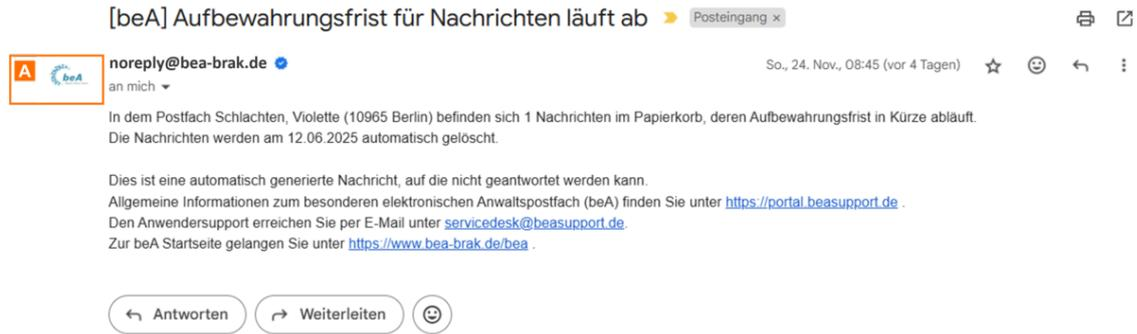 [beA] Aufbewahrungsfrist für Nachrichten läuft ab Posteingang ×
A beA noreply@bea-brak.de So., 24. Nov., 08:45 (vor 4 Tagen)
an mich
In dem Postfach Schlachten, Violette (10965 Berlin) befinden sich 1 Nachrichten im Papierkorb, deren Aufbewahrungsfrist in Kürze abläuft.
Die Nachrichten werden am 12.06.2025 automatisch gelöscht.
Dies ist eine automatisch generierte Nachricht, auf die nicht geantwortet werden kann.
Allgemeine Informationen zum besonderen elektronischen Anwaltspostfach (beA) finden Sie unter https://portal.beasupport.de .
Den Anwendersupport erreichen Sie per E-Mail unter servicedesk@beasupport.de.
Zur beA Startseite gelangen Sie unter https://www.bea-brak.de/bea .
Antworten Weiterleiten